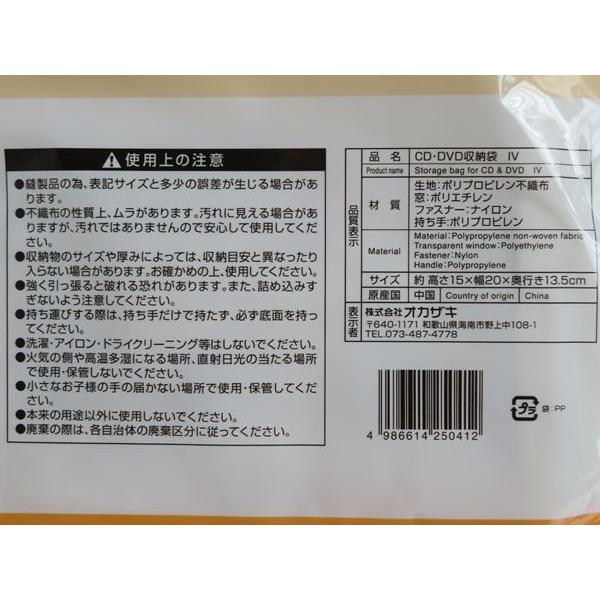 ⚠使用上の注意
●縫製品の為、表記サイズと多少の誤差が生じる場合があ
ります。
●不織布の性質上、ムラがあります。汚れに見える場合があり
ますが、汚れではありませんので安心して使用してくだ
さい。
●収納物のサイズや厚みによっては、収納目安と異なったり
入らない場合があります。お確かめの上、使用してください。
●強く引っ張ると破れる恐れがあります。また、詰め込みす
ぎないよう注意してください。
●持ち運びする際は、持ち手だけで持たず、必ず底面を持っ
てください。
●洗濯・アイロン・ドライクリーニング等はしないでください。
●火気の側や高温多湿になる場所、直射日光の当たる場所
で使用・保管しないでください。
●小さなお子様の手の届かない場所で使用・保管してくだ
さい。
●本来の用途以外に使用しないでください。
●廃棄の際は、各自治体の廃棄区分に従ってください。
品質表示
品 名 CD・DVD収納袋 Ⅳ
Product name Storage bag for CD & DVD Ⅳ
材 質
生地:ポリプロピレン不織布
窓:ポリエチレン
ファスナー:ナイロン
持ち手:ポリプロピレン
Material
Material:Polypropylene non-woven fabric
Transparent window:Polyethylene
Fastener:Nylon
Handle:Polypropylene
サイズ 約 高さ15×幅20×奥行き13.5cm
原産国 中国 Country of origin China
表示者
株式会社オカザキ
〒640-1171 和歌山県海南市野上中108-1
TEL.073-487-4778
4 986614 250412
プラ 袋:PP